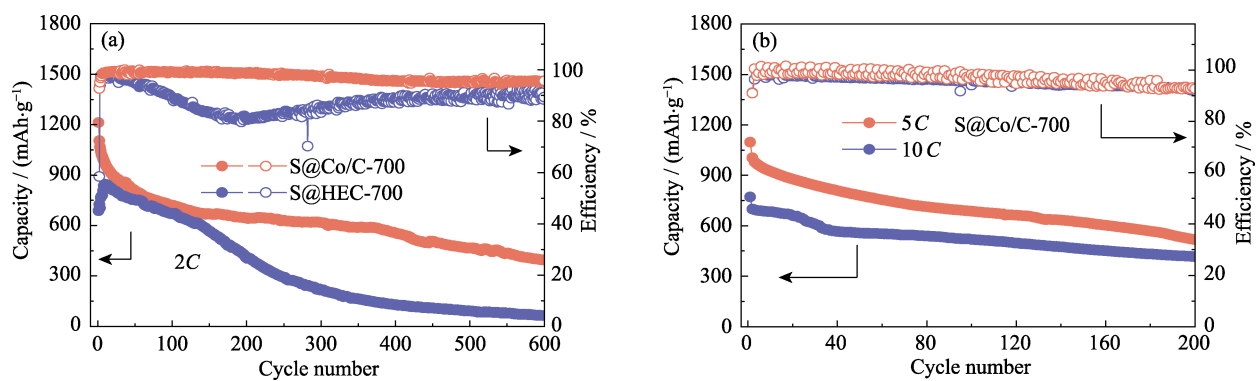 (a)
Capacity / (mAh·g⁻¹)
1800
1500
1200
900
600
300
0
100
80
60
40
20
0
Efficiency / %
S@Co/C-700
S@HEC-700
2C
0 100 200 300 400 500 600
Cycle number
(b)
Capacity / (mAh·g⁻¹)
1800
1500
1200
900
600
300
0
100
80
60
40
20
0
Efficiency / %
5C S@Co/C-700
10C
0 40 80 120 160 200
Cycle number